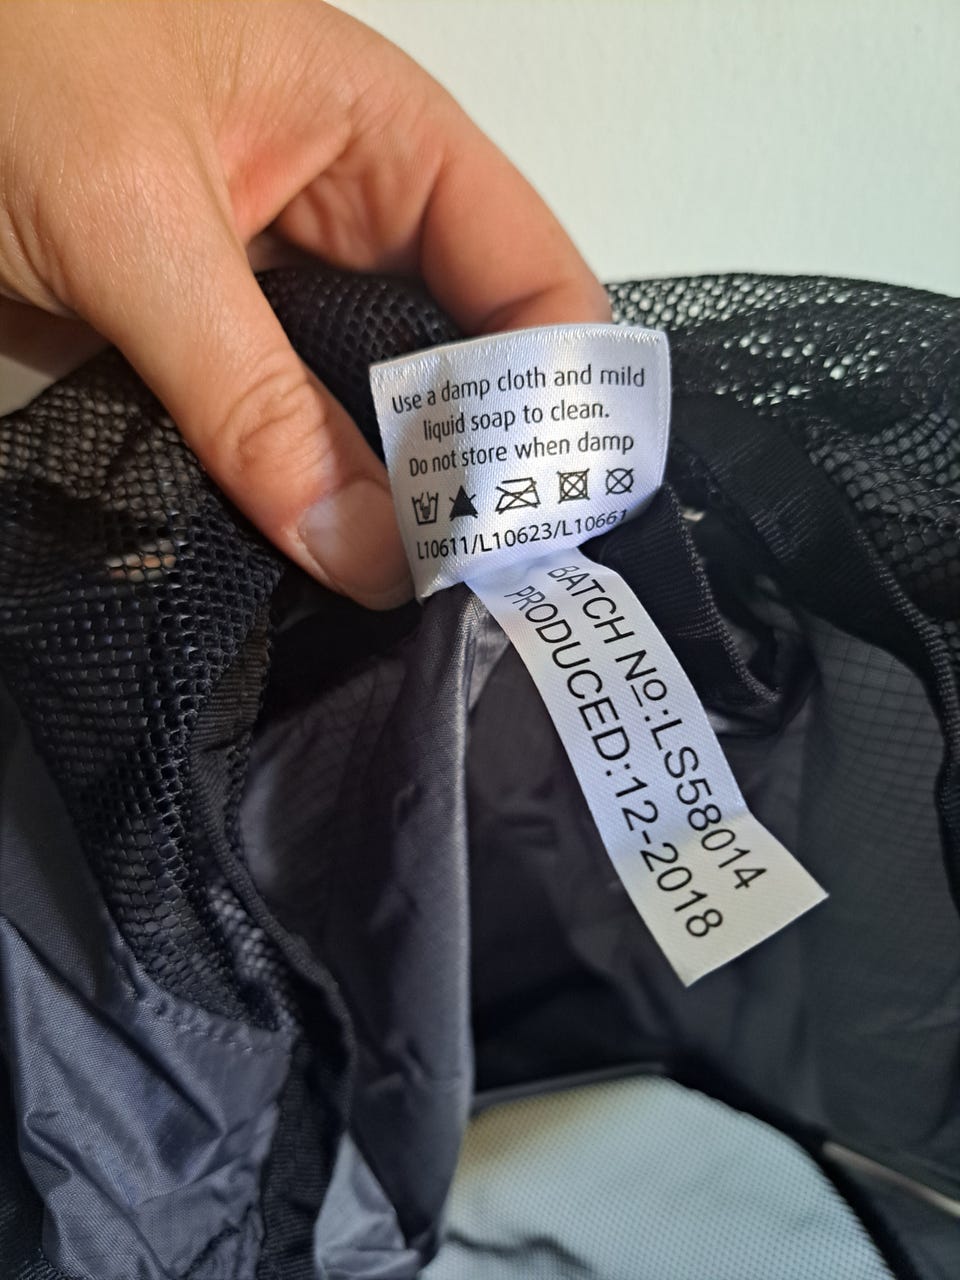 Use a damp cloth and mild
liquid soap to clean.
Do not store when damp
L10611/L10623/L10661
BATCH Nº:LS58014
PRODUCED:12-2018